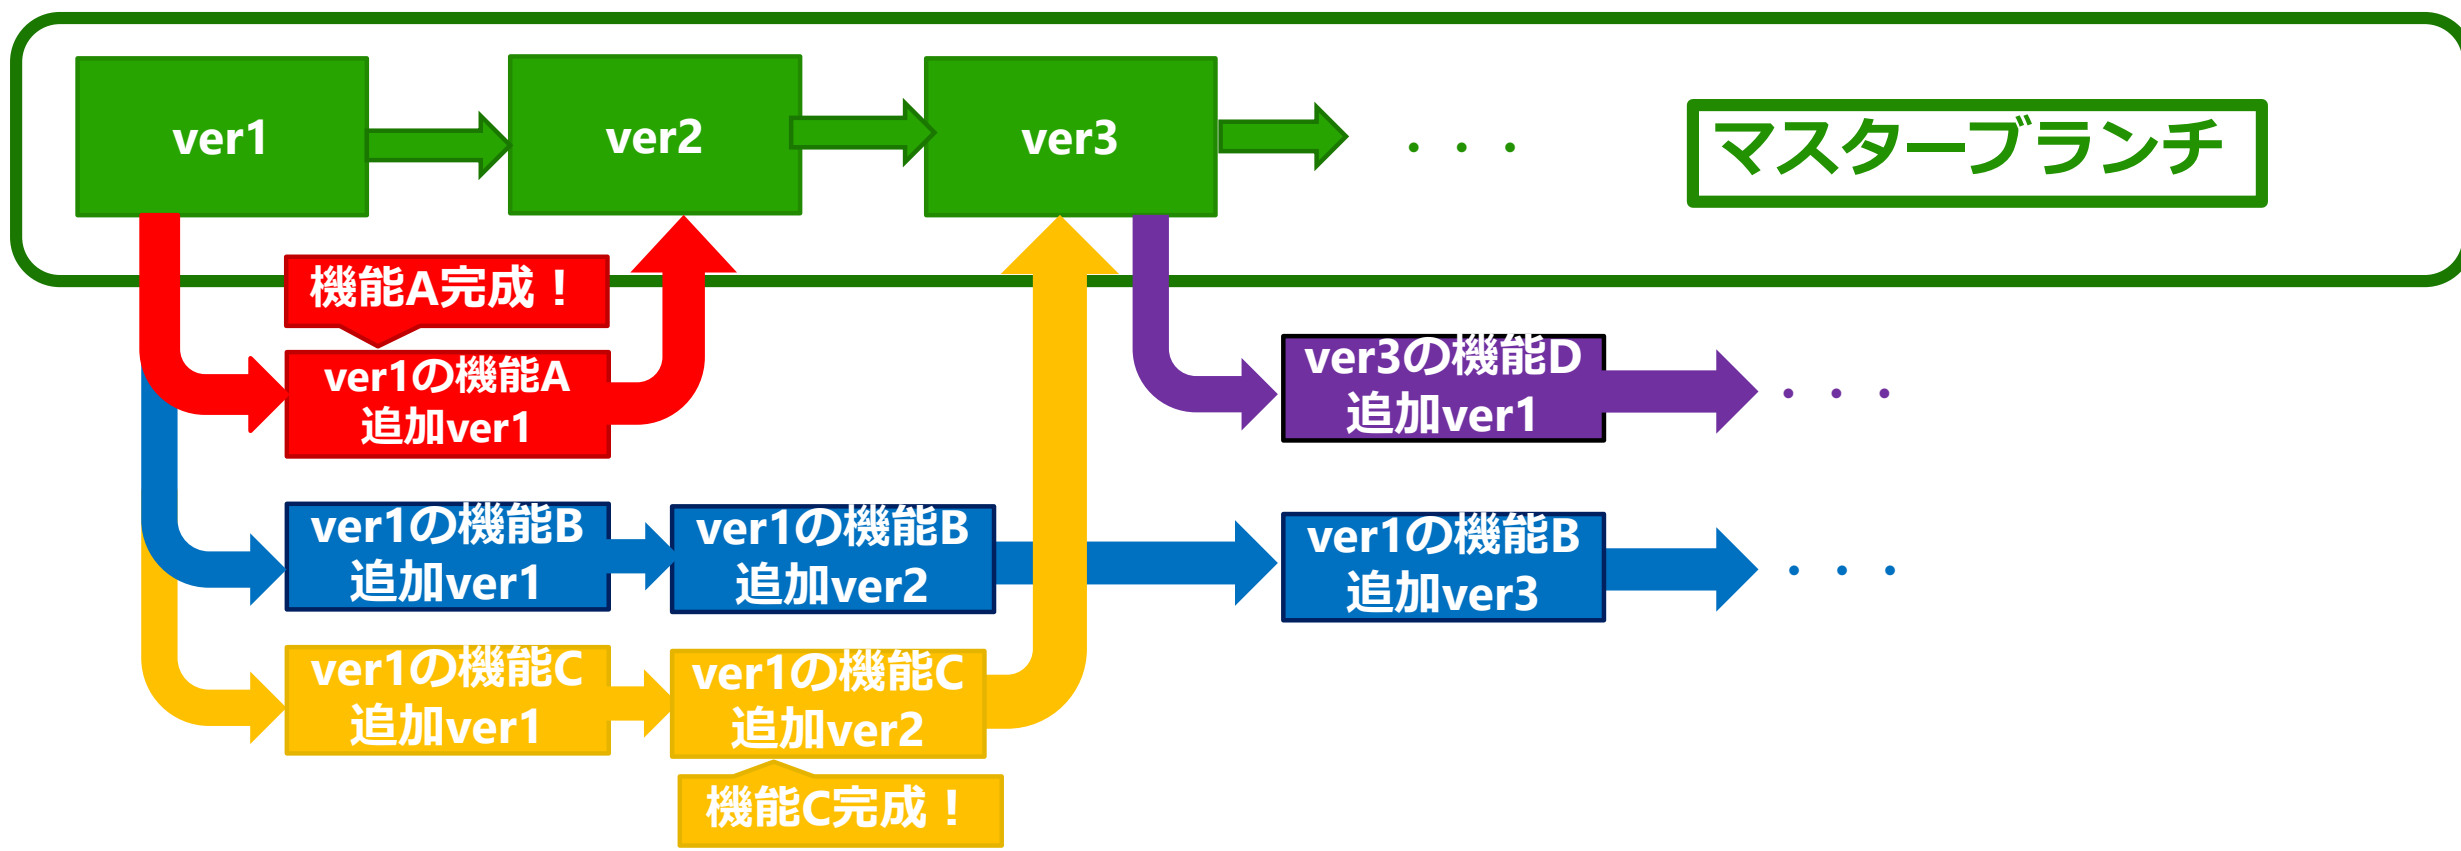 ver1
ver2
ver3
・・・
マスターブランチ
機能A完成！
ver1の機能A
追加ver1
ver3の機能D
追加ver1
・・・
ver1の機能B
追加ver1
ver1の機能B
追加ver2
ver1の機能B
追加ver3
・・・
ver1の機能C
追加ver1
ver1の機能C
追加ver2
機能C完成！